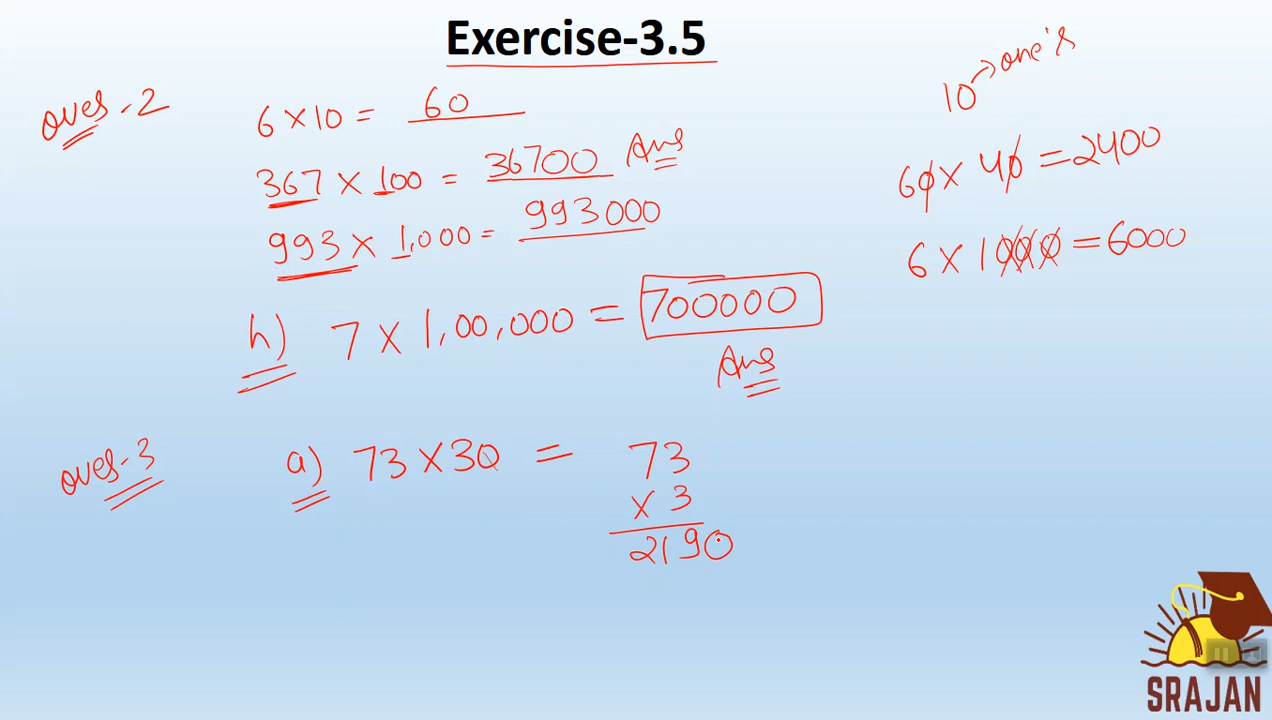 Exercise-3.5
10 → one's
Ques-2
6 × 10 = 60
367 × 100 = 36700 Ans
60 × 40 = 2400
993 × 1,000 = 993000
6 × 1000 = 6000
h) 7 × 1,00,000 = 700000
Ans
Ques-3
a) 73 × 30 = 73
× 3
2190
SRAJAN